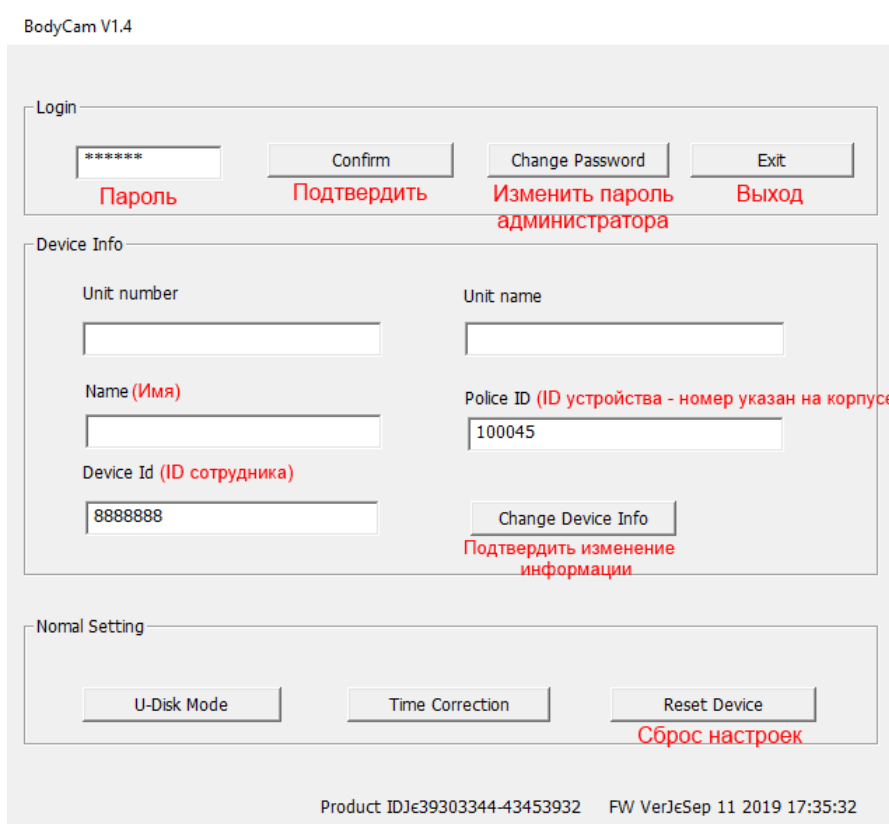 BodyCam V1.4
Login
****** Confirm Change Password Exit
Пароль Подтвердить Изменить пароль Выход
администратора
Device Info
Unit number Unit name
Name (Имя) Police ID (ID устройства - номер указан на корпусе
100045
Device Id (ID сотрудника)
8888888 Change Device Info
Подтвердить изменение
информации
Nomal Setting
U-Disk Mode Time Correction Reset Device
Сброс настроек
Product IDЈє39303344-43453932 FW VerЈєSep 11 2019 17:35:32